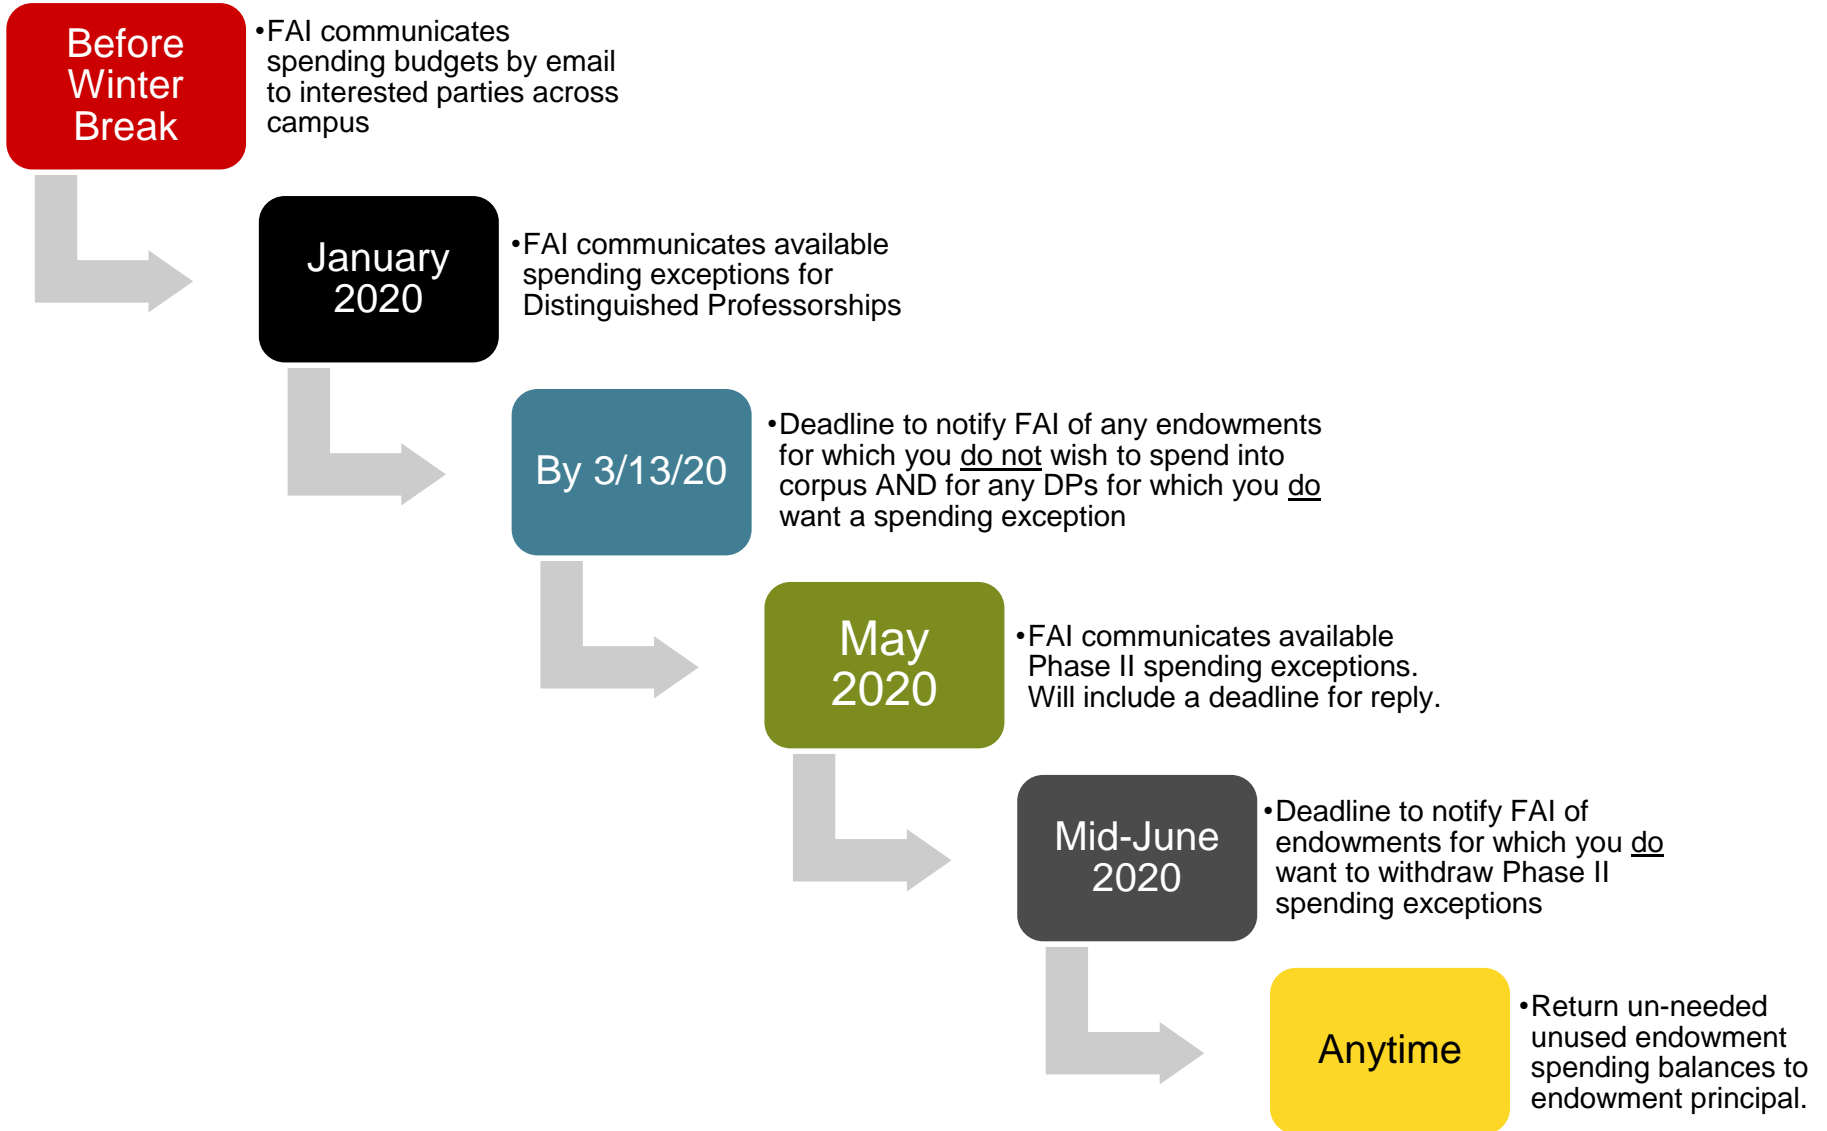 Before
Winter
Break
•FAI communicates
spending budgets by email
to interested parties across
campus
January
2020
•FAI communicates available
spending exceptions for
Distinguished Professorships
By 3/13/20
•Deadline to notify FAI of any endowments
for which you do not wish to spend into
corpus AND for any DPs for which you do
want a spending exception
May
2020
•FAI communicates available
Phase II spending exceptions.
Will include a deadline for reply.
Mid-June
2020
•Deadline to notify FAI of
endowments for which you do
want to withdraw Phase II
spending exceptions
Anytime
•Return un-needed
unused endowment
spending balances to
endowment principal.